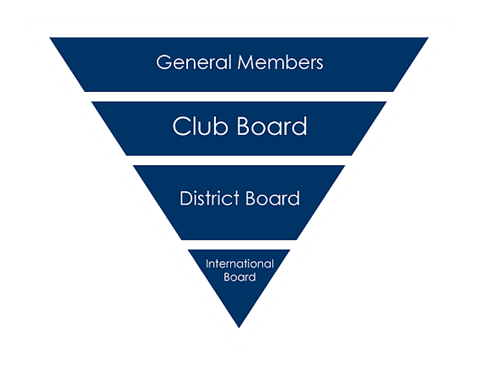 General Members
Club Board
District Board
International
Board